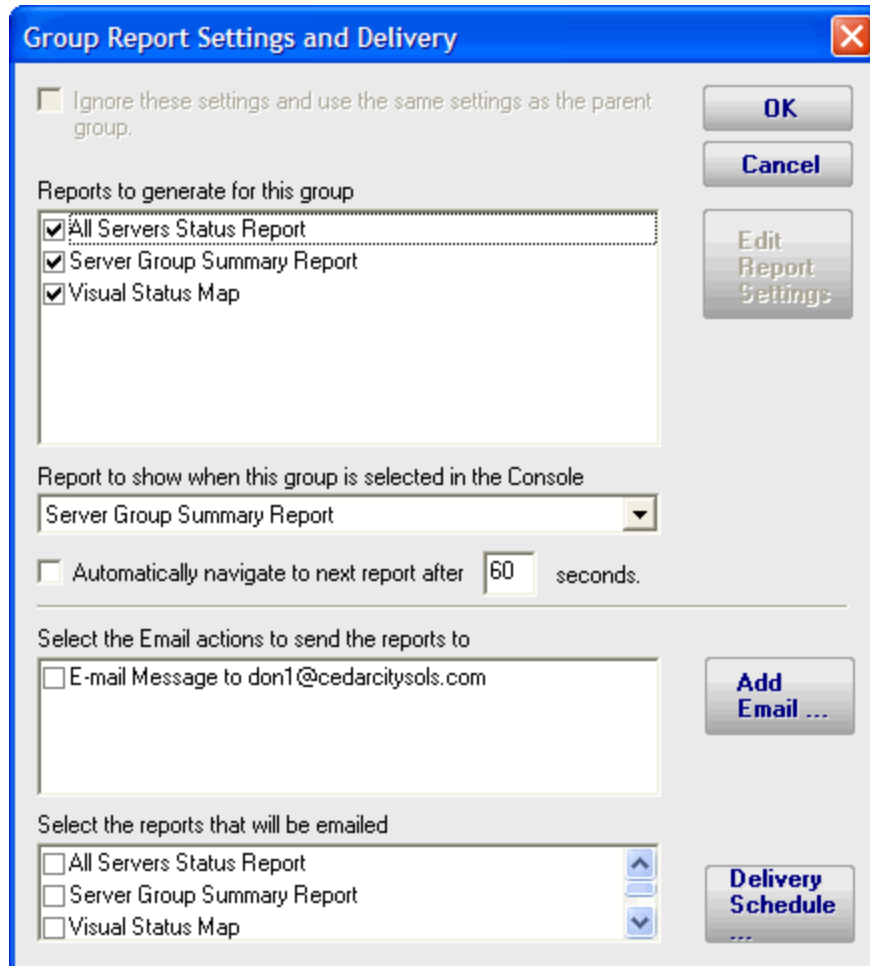 Group Report Settings and Delivery
Ignore these settings and use the same settings as the parent
group.
OK
Cancel
Reports to generate for this group
All Servers Status Report
Server Group Summary Report
Visual Status Map
Edit
Report
Settings
Report to show when this group is selected in the Console
Server Group Summary Report
Automatically navigate to next report after 60 seconds.
Select the Email actions to send the reports to
E-mail Message to don1@cedarcitysols.com
Add
Email ...
Select the reports that will be emailed
All Servers Status Report
Server Group Summary Report
Visual Status Map
Delivery
Schedule
...